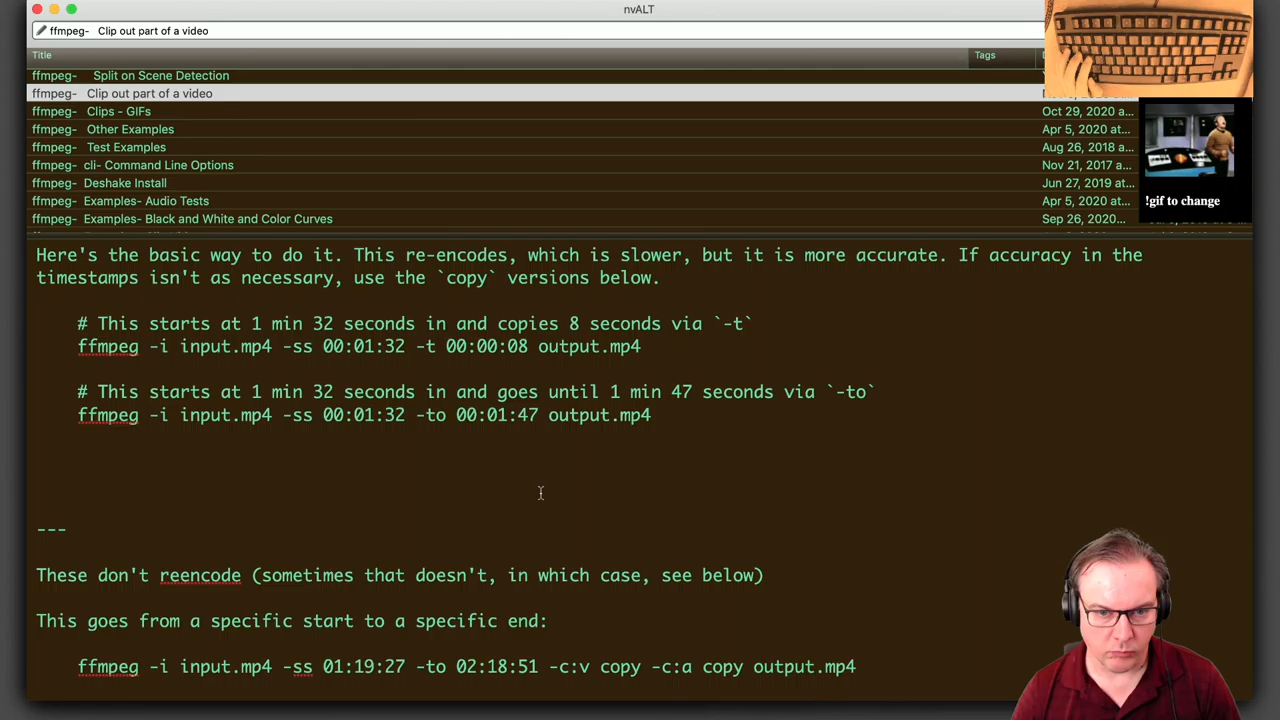 nvALT
ffmpeg-   Clip out part of a video
Title
Tags
ffmpeg-   Split on Scene Detection
ffmpeg-   Clip out part of a video
ffmpeg-   Clips - GIFs
Oct 29, 2020 a...
ffmpeg-   Other Examples
Apr 5, 2020 at...
ffmpeg-   Test Examples
Aug 26, 2018 a...
ffmpeg-  cli- Command Line Options
Nov 21, 2017 a...
ffmpeg-  Deshake Install
Jun 27, 2019 at...
ffmpeg-  Examples- Audio Tests
Apr 5, 2020 at...
ffmpeg-  Examples- Black and White and Color Curves
Sep 26, 2020...
!gif to change
Here's the basic way to do it. This re-encodes, which is slower, but it is more accurate. If accuracy in the
timestamps isn't as necessary, use the `copy` versions below.
# This starts at 1 min 32 seconds in and copies 8 seconds via `-t`
ffmpeg -i input.mp4 -ss 00:01:32 -t 00:00:08 output.mp4
# This starts at 1 min 32 seconds in and goes until 1 min 47 seconds via `-to`
ffmpeg -i input.mp4 -ss 00:01:32 -to 00:01:47 output.mp4
---
These don't reencode (sometimes that doesn't, in which case, see below)
This goes from a specific start to a specific end:
ffmpeg -i input.mp4 -ss 01:19:27 -to 02:18:51 -c:v copy -c:a copy output.mp4